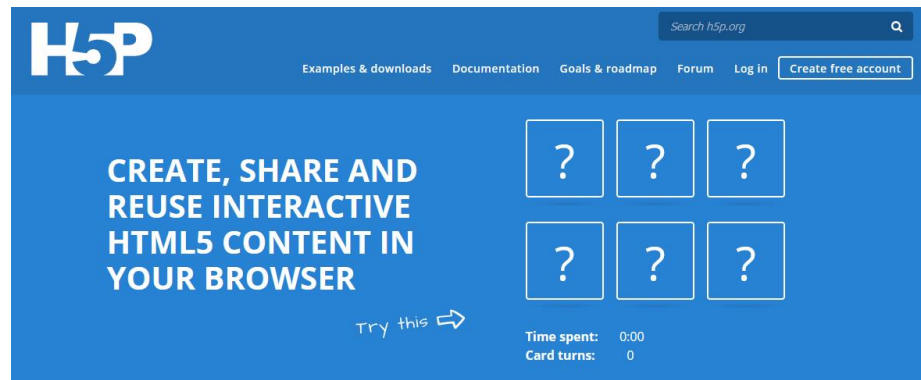 H5P
Search h5p.org
Examples & downloads Documentation Goals & roadmap Forum Log in Create free account
CREATE, SHARE AND
REUSE INTERACTIVE
HTML5 CONTENT IN
YOUR BROWSER
Try this
? ? ?
? ? ?
Time spent: 0:00
Card turns: 0